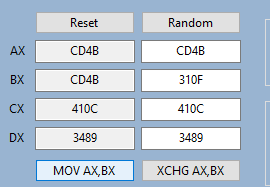 Reset Random
AX CD4B CD4B
BX CD4B 310F
CX 410C 410C
DX 3489 3489
MOV AX,BX XCHG AX,BX